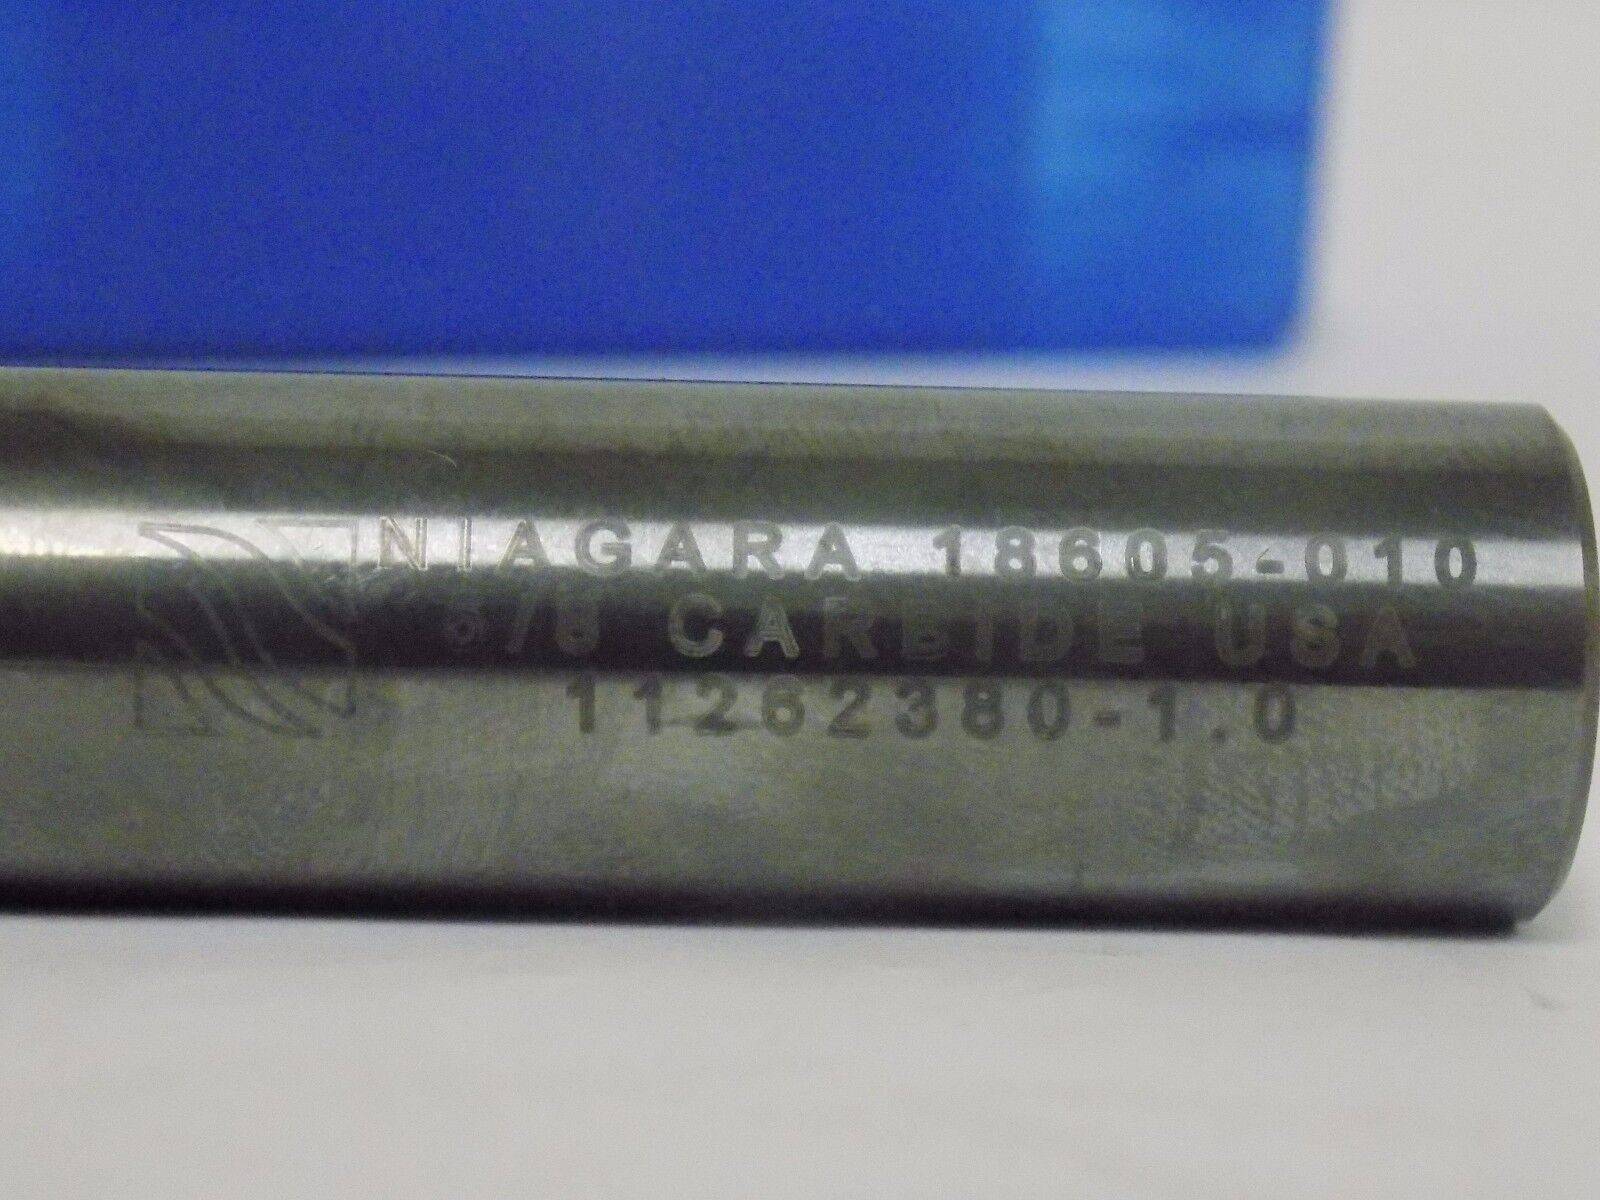 NIAGARA 18605-010
5/8 CARBIDE USA
11262380-1.0